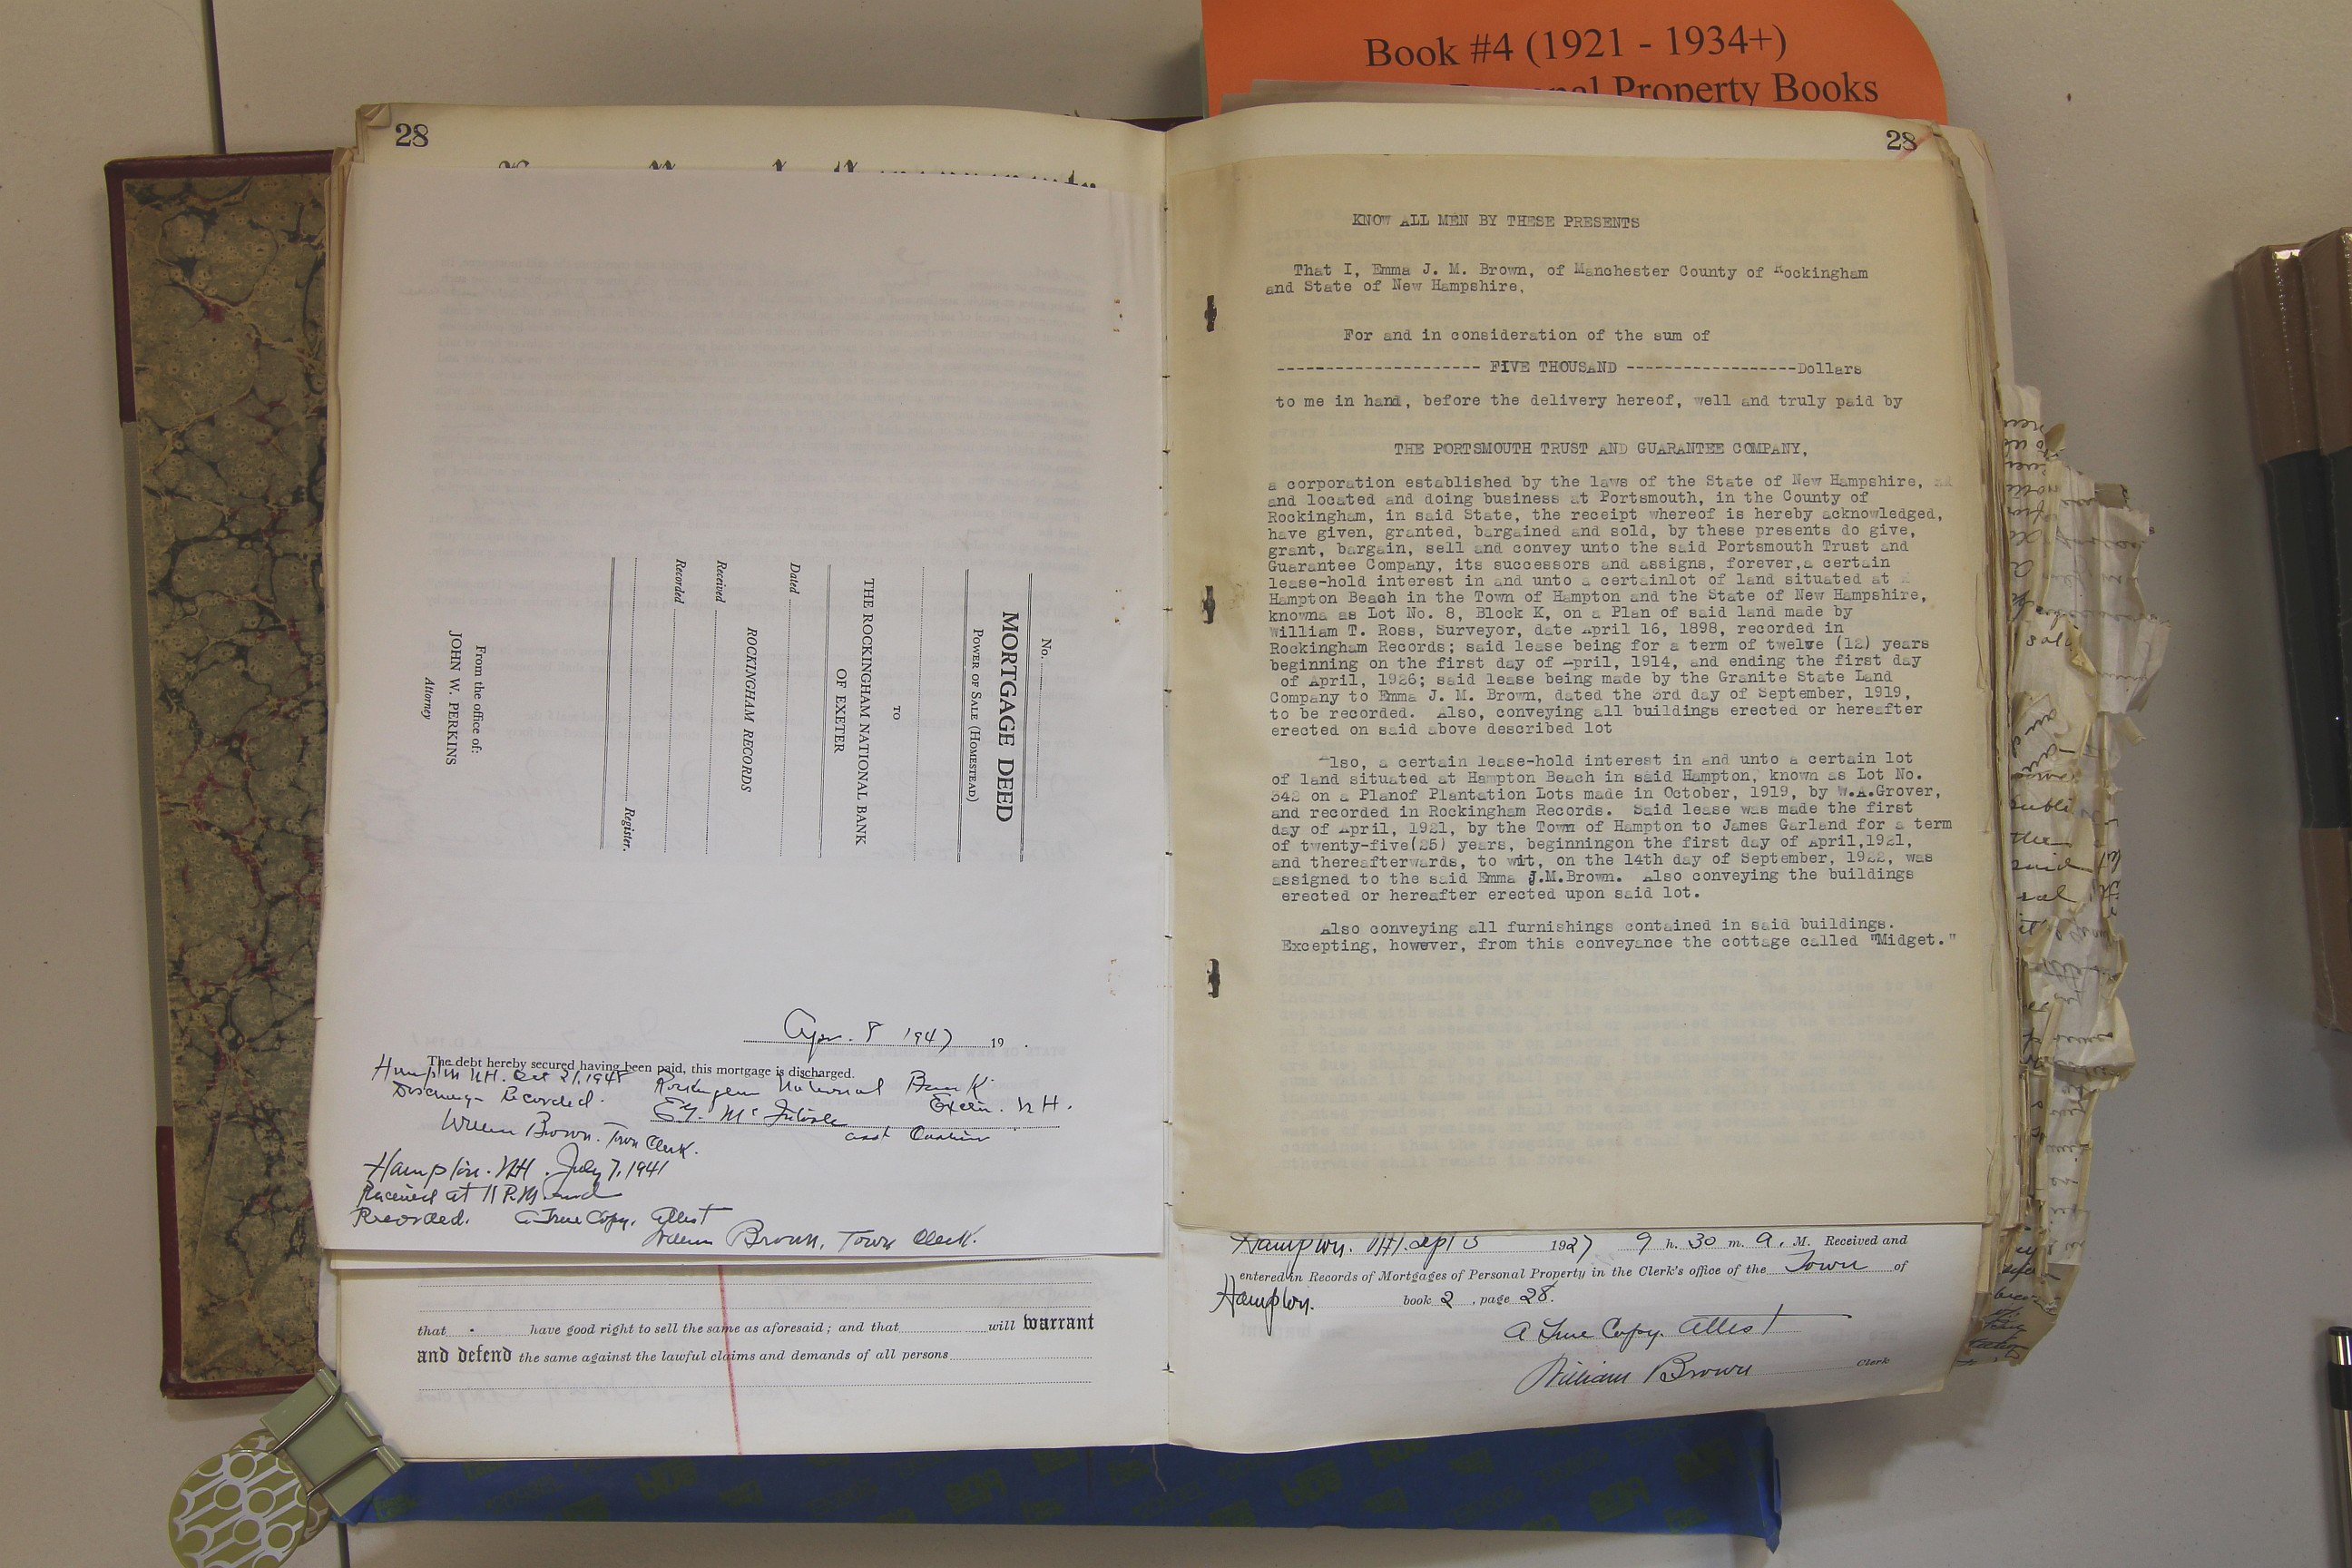 Book #4 (1921 - 1934+)
Property Books
28
No.
MORTGAGE DEED
POWER OF SALE (HOMESTEAD)
TO
THE ROCKINGHAM NATIONAL BANK
OF EXETER
Dated
ROCKINGHAM RECORDS
Received
Recorded
Register.
From the office of:
JOHN W. PERKINS
Attorney
Apr. 8 1947 19 .
The debt hereby secured having been paid, this mortgage is discharged.
Hampton NH. Oct 21, 1948
Discharge Recorded.
Rockingham National Bank
Exeter. N H.
William Brown. Town Clerk.
Asst Cashier
Hampton. NH. July 7, 1941
Received at 11 P.M. and
Recorded. A True Copy. Attest
William Brown, Town Clerk.
that have good right to sell the same as aforesaid; and that will warrant
and defend the same against the lawful claims and demands of all persons
28
KNOW ALL MEN BY THESE PRESENTS
That I, Emma J. M. Brown, of Manchester County of Rockingham
and State of New Hampshire,
For and in consideration of the sum of
-------------------- FIVE THOUSAND -----------------Dollars
to me in hand, before the delivery hereof, well and truly paid by
THE PORTSMOUTH TRUST AND GUARANTEE COMPANY,
a corporation established by the laws of the State of New Hampshire,
and located and doing business at Portsmouth, in the County of
Rockingham, in said State, the receipt whereof is hereby acknowledged,
have given, granted, bargained and sold, by these presents do give,
grant, bargain, sell and convey unto the said Portsmouth Trust and
Guarantee Company, its successors and assigns, forever,a certain
lease-hold interest in and unto a certainlot of land situated at
Hampton Beach in the Town of Hampton and the State of New Hampshire,
knowna as Lot No. 8, Block K, on a Plan of said land made by
William T. Ross, Surveyor, date April 16, 1898, recorded in
Rockingham Records; said lease being for a term of twelve (12) years
beginning on the first day of April, 1914, and ending the first day
of April, 1926; said lease being made by the Granite State Land
Company to Emma J. M. Brown, dated the 3rd day of September, 1919,
to be recorded. Also, conveying all buildings erected or hereafter
erected on said above described lot
Also, a certain lease-hold interest in and unto a certain lot
of land situated at Hampton Beach in said Hampton, known as Lot No.
342 on a Planof Plantation Lots made in October, 1919, by W.A.Grover,
and recorded in Rockingham Records. Said lease was made the first
day of April, 1921, by the Town of Hampton to James Garland for a term
of twenty-five(25) years, beginningon the first day of April,1921,
and thereafterwards, to wit, on the 14th day of September, 1922, was
assigned to the said Emma J.M.Brown. Also conveying the buildings
erected or hereafter erected upon said lot.
Also conveying all furnishings contained in said buildings.
Excepting, however, from this conveyance the cottage called "Midget."
Hampton. NH. Sept 5 1927 9 h. 30 m. A. M. Received and
entered in Records of Mortgages of Personal Property in the Clerk's office of the Town of
Hampton. book 2 , page 28.
A True Copy. Attest
William Brown Clerk